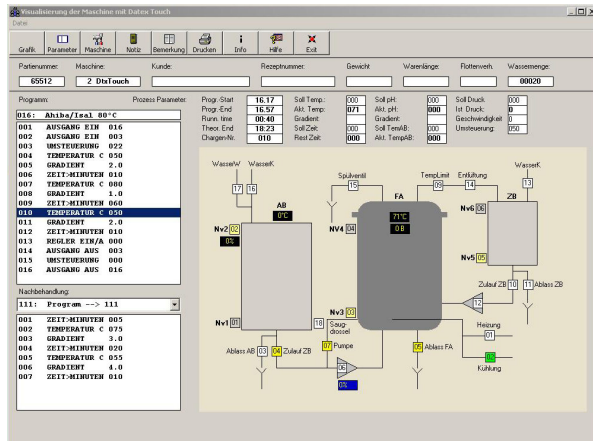 Visualisierung der Maschine mit Datex Touch
Datei
Grafik Parameter Maschine Notiz Bemerkung Drucken Info Hilfe Exit
Partienummer: Maschine: Kunde: Rezeptnummer: Gewicht Warenlänge: Flottenverh. Wassermenge:
65512 2 DtxTouch 00020
Programm: Prozess Parameter:
016: Ahiba/Isal 80°C
001 AUSGANG EIN 016
002 AUSGANG EIN 003
003 UMSTEUERUNG 022
004 TEMPERATUR C 050
005 GRADIENT 2.0
006 ZEIT>MINUTEN 010
007 TEMPERATUR C 080
008 GRADIENT 1.0
009 ZEIT>MINUTEN 060
010 TEMPERATUR C 050
011 GRADIENT 2.0
012 ZEIT>MINUTEN 010
013 REGLER EIN/A 000
014 AUSGANG AUS 003
015 UMSTEUERUNG 000
016 AUSGANG AUS 016
Nachbehandlung:
111: Program --> 111
001 ZEIT>MINUTEN 005
002 TEMPERATUR C 075
003 GRADIENT 3.0
004 ZEIT>MINUTEN 020
005 TEMPERATUR C 055
006 GRADIENT 4.0
007 ZEIT>MINUTEN 010
Progr.-Start 16.17 Soll Temp.: 000 Soll pH: 000 Soll Druck 000
Progr.-End 16.57 Akt. Temp: 071 Akt. pH: 000 Ist Druck: 0
Runn. time 00:40 Gradient: Gradient: Geschwindigkeit 0
Theor. End 18:23 Soll Zeit: 000 Soll TemAB: 000 Umsteuerung: 050
Chargen-Nr. 010 Rest Zeit: 000 Akt. TempAB: 000
WasserW WasserK
17 16
AB
0°C
Nv2 02
0%
Nv1 01
18
Ablass AB 03 04 Zulauf ZB
Spülventil
15
FA
71°C
0 B
NV4 04
Nv3 03
Saug-
drossel
07 Pumpe
06
0%
05 Ablass FA
TempLimit Entlüftung
09 14
WasserK
13
ZB
Nv6 06
Nv5 05
Zulauf ZB 10 11 Ablass ZB
12
Heizung
01
02
Kühlung